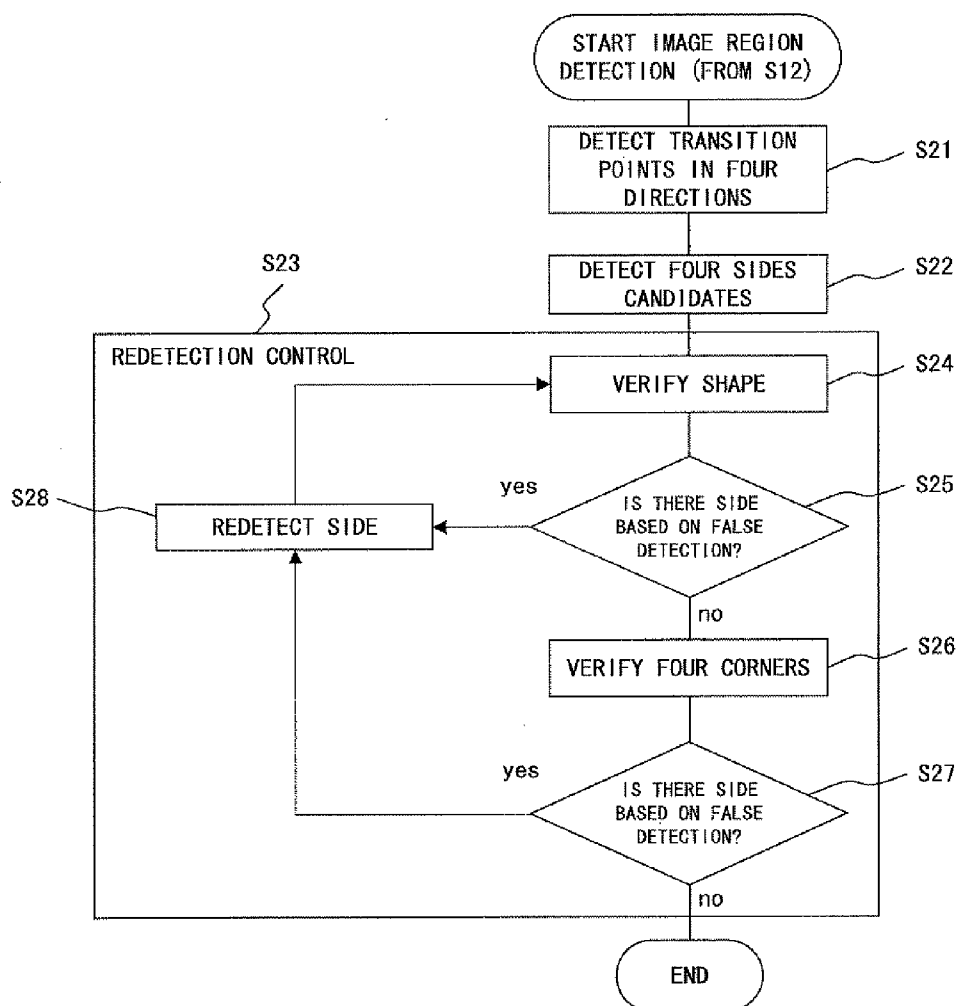 START IMAGE REGION
DETECTION (FROM S12)
DETECT TRANSITION
POINTS IN FOUR
DIRECTIONS
S21
DETECT FOUR SIDES
CANDIDATES
S22
S23
REDETECTION CONTROL
VERIFY SHAPE
S24
S28
REDETECT SIDE
yes
IS THERE SIDE
BASED ON FALSE
DETECTION?
S25
no
VERIFY FOUR CORNERS
S26
yes
IS THERE SIDE
BASED ON FALSE
DETECTION?
S27
no
END